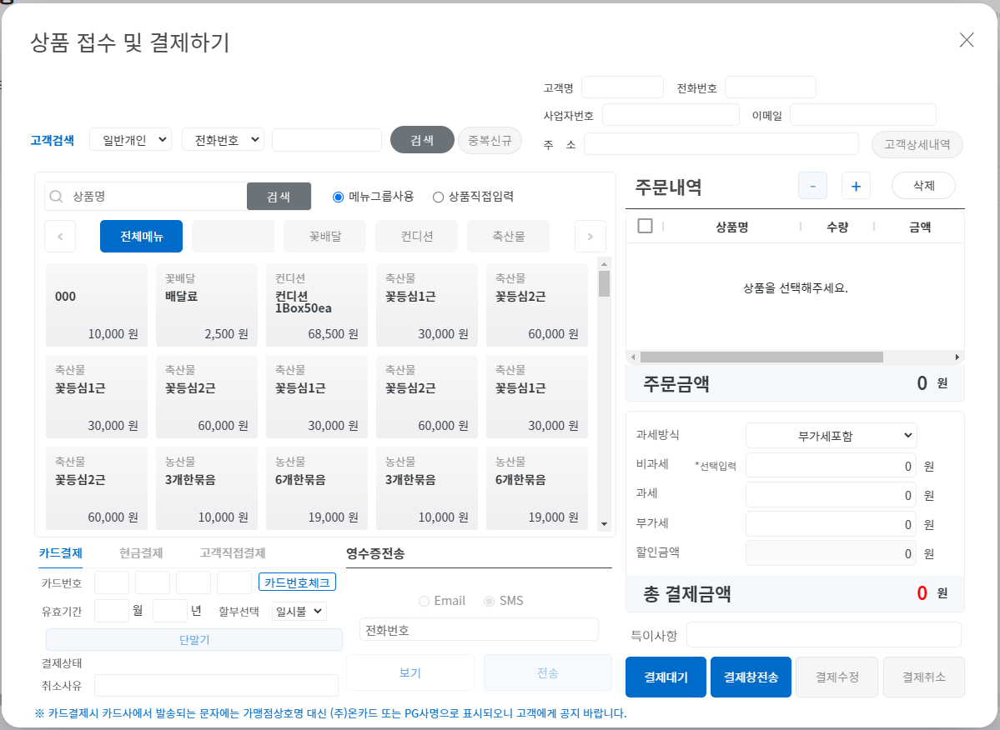 상품 접수 및 결제하기
고객명 전화번호
사업자번호 이메일
고객검색 일반개인 전화번호 검색 중복신규
주 소 고객상세내역
상품명 검색 메뉴그룹사용 상품직접입력
전체메뉴 꽃배달 컨디션 축산물
000
10,000 원
꽃배달
배달료
2,500 원
컨디션
컨디션
1Box50ea
68,500 원
축산물
꽃등심1근
30,000 원
축산물
꽃등심2근
60,000 원
축산물
꽃등심1근
30,000 원
축산물
꽃등심2근
60,000 원
축산물
꽃등심1근
30,000 원
축산물
꽃등심2근
60,000 원
축산물
꽃등심1근
30,000 원
축산물
꽃등심2근
60,000 원
농산물
3개한묶음
10,000 원
농산물
6개한묶음
19,000 원
농산물
3개한묶음
10,000 원
농산물
6개한묶음
19,000 원
주문내역 - + 삭제
상품명 수량 금액
상품을 선택해주세요.
주문금액 0 원
과세방식 부가세포함
비과세 *선택입력 0 원
과세 0 원
부가세 0 원
할인금액 0 원
총 결제금액 0 원
특이사항
결제대기 결제창전송 결제수정 결제취소
카드결제 현금결제 고객직접결제
카드번호 카드번호체크
유효기간 월 년 할부선택 일시불
단말기
결제상태
취소사유
영수증전송
Email SMS
전화번호
보기 전송
※ 카드결제시 카드사에서 발송되는 문자에는 가맹점상호명 대신 (주)온카드 또는 PG사명으로 표시되오니 고객에게 공지 바랍니다.